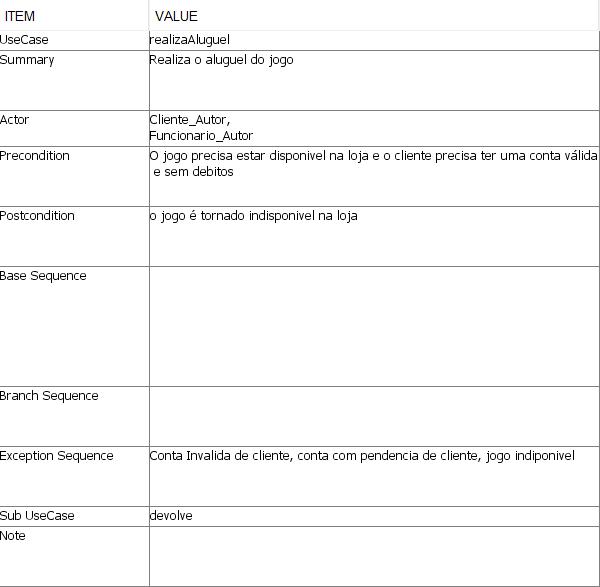 ITEM VALUE
UseCase realizaAluguel
Summary Realiza o aluguel do jogo
Actor Cliente_Autor,
Funcionario_Autor
Precondition O jogo precisa estar disponivel na loja e o cliente precisa ter uma conta válida
e sem debitos
Postcondition o jogo é tornado indisponivel na loja
Base Sequence
Branch Sequence
Exception Sequence Conta Invalida de cliente, conta com pendencia de cliente, jogo indiponivel
Sub UseCase devolve
Note